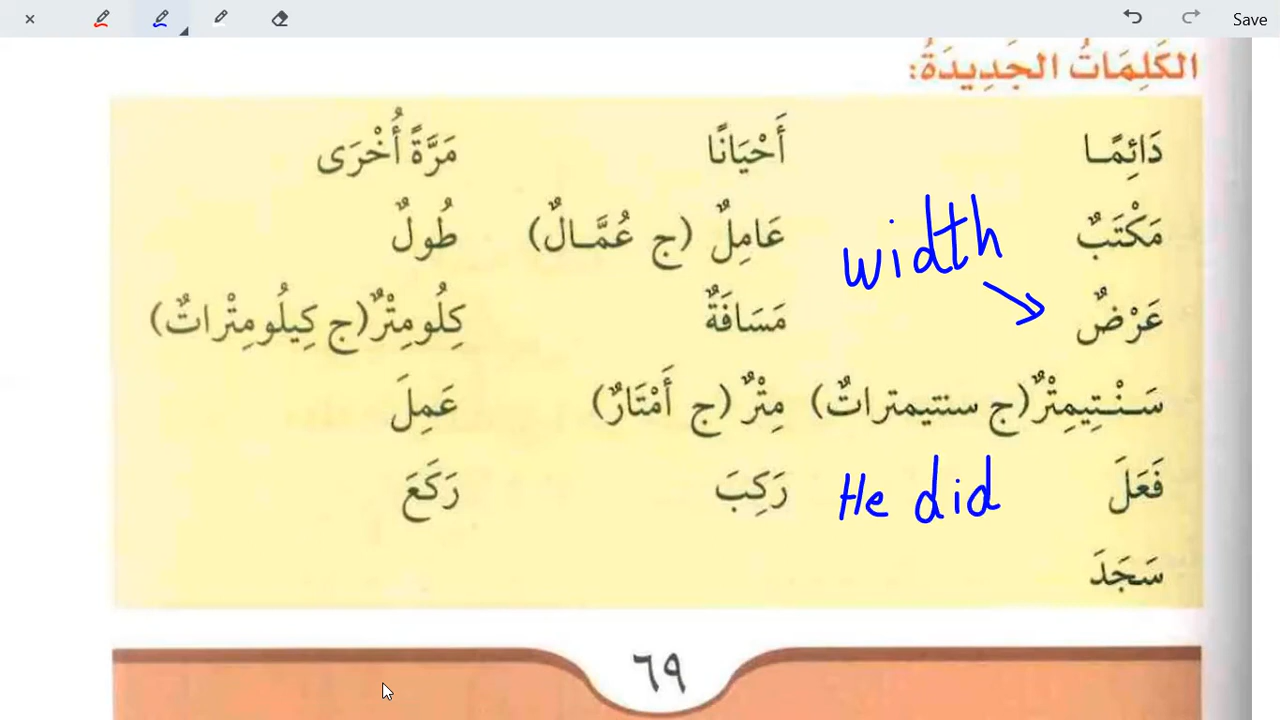 Save
الكَلِمَاتُ الجَدِيدَةُ:
دَائِمًا أَحْيَانًا مَرَّةً أُخْرَى
مَكْتَبٌ width عَامِلٌ (ج عُمَّالٌ) طُولٌ
عَرْضٌ مَسَافَةٌ كِلُومِتْرٌ (ج كِيلُومِتْراتٌ)
سَنْتِيمِتْرٌ (ج سنتيمتراتٌ) مِتْرٌ (ج أَمْتَارٌ) عَمِلَ
فَعَلَ He did رَكِبَ رَكَعَ
سَجَدَ
٦٩